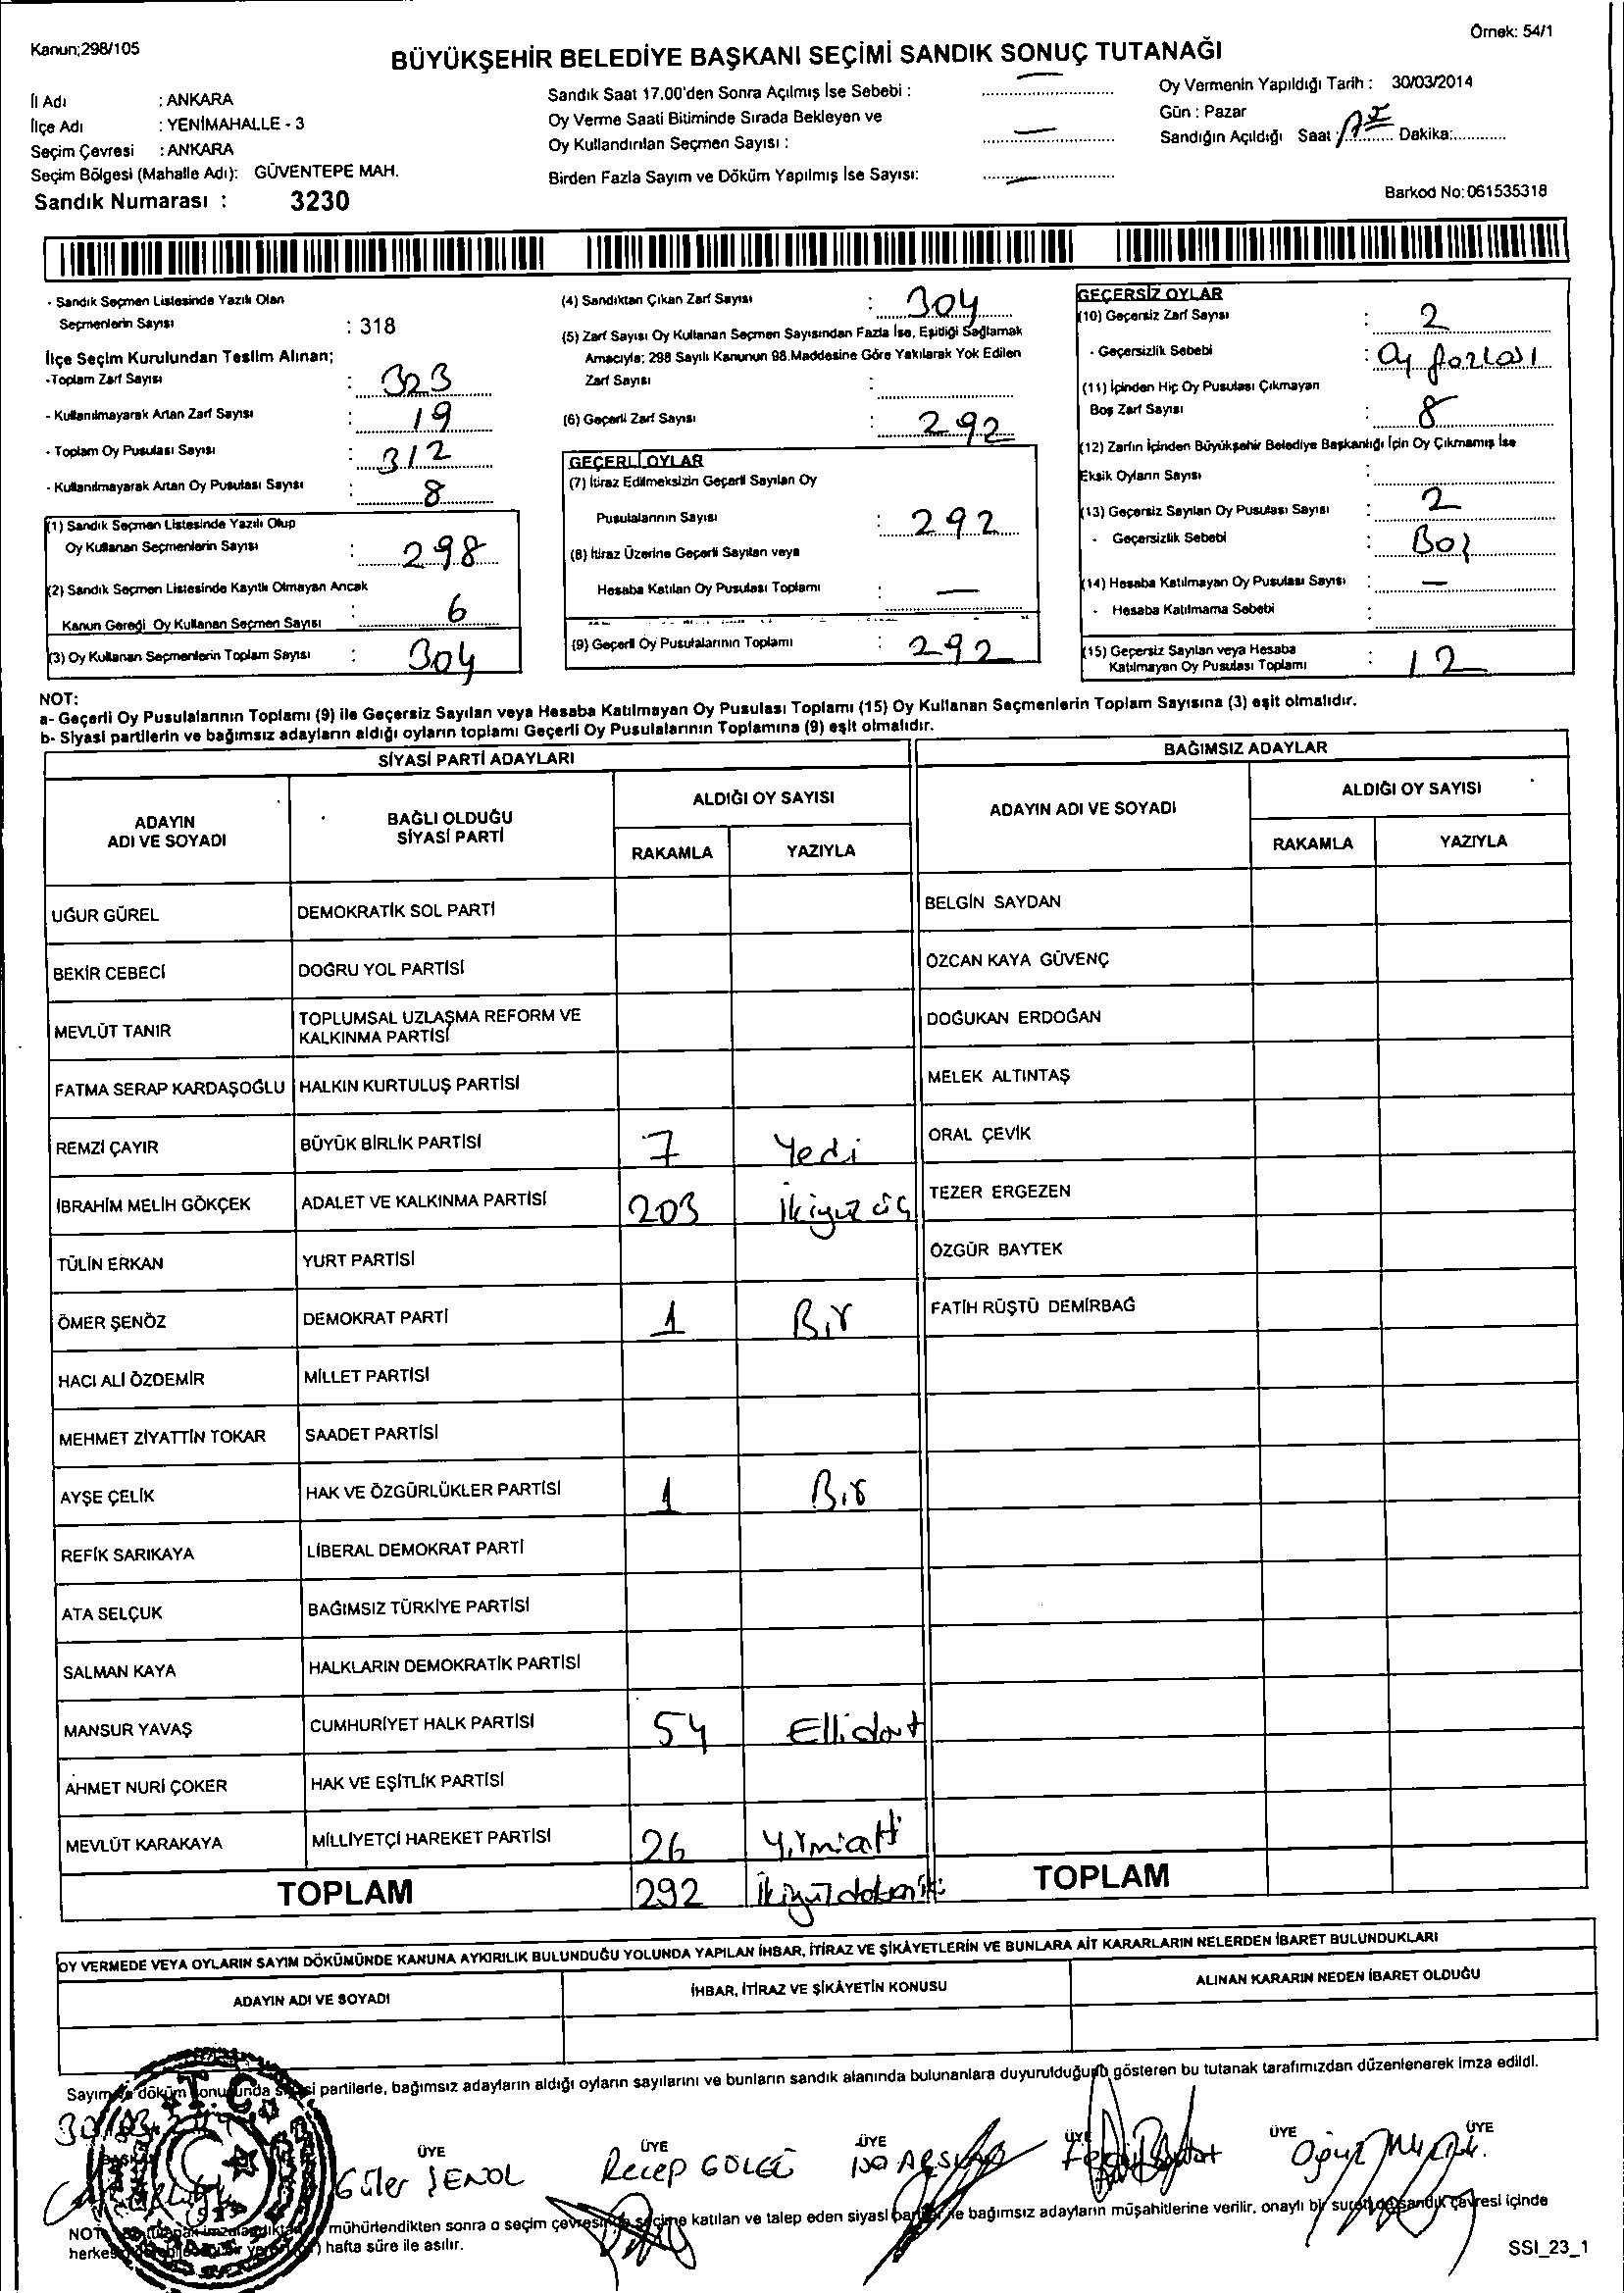 Kanun;298/105
Örnek: 54/1
BÜYÜKŞEHİR BELEDİYE BAŞKANI SEÇİMİ SANDIK SONUÇ TUTANAĞI
İl Adı : ANKARA
İlçe Adı : YENİMAHALLE - 3
Seçim Çevresi : ANKARA
Seçim Bölgesi (Mahalle Adı): GÜVENTEPE MAH.
Sandık Numarası : 3230
Sandık Saat 17.00'den Sonra Açılmış İse Sebebi : —
Oy Verme Saati Bitiminde Sırada Bekleyen ve
Oy Kullandırılan Seçmen Sayısı : —
Birden Fazla Sayım ve Döküm Yapılmış İse Sayısı: —
Oy Vermenin Yapıldığı Tarih : 30/03/2014
Gün : Pazar
Sandığın Açıldığı Saat : 17 Dakika:
Barkod No:061535318
- Sandık Seçmen Listesinde Yazılı Olan
Seçmenlerin Sayısı : 318
İlçe Seçim Kurulundan Teslim Alınan;
-Toplam Zarf Sayısı : 323
- Kullanılmayarak Artan Zarf Sayısı : 19
- Toplam Oy Pusulası Sayısı : 312
- Kullanılmayarak Artan Oy Pusulası Sayısı : 8
(1) Sandık Seçmen Listesinde Yazılı Olup
Oy Kullanan Seçmenlerin Sayısı : 298
(2) Sandık Seçmen Listesinde Kayıtlı Olmayan Ancak
Kanun Gereği Oy Kullanan Seçmen Sayısı : 6
(3) Oy Kullanan Seçmenlerin Toplam Sayısı : 304
(4) Sandıktan Çıkan Zarf Sayısı : 304
(5) Zarf Sayısı Oy Kullanan Seçmen Sayısından Fazla İse, Eşitliği Sağlamak
Amacıyla; 298 Sayılı Kanunun 98.Maddesine Göre Yakılarak Yok Edilen
Zarf Sayısı :
(6) Geçerli Zarf Sayısı : 292
GEÇERLİ OYLAR
(7) İtiraz Edilmeksizin Geçerli Sayılan Oy
Pusulalarının Sayısı : 292
(8) İtiraz Üzerine Geçerli Sayılan veya
Hesaba Katılan Oy Pusulası Toplamı : —
(9) Geçerli Oy Pusulalarının Toplamı : 292
GEÇERSİZ OYLAR
(10) Geçersiz Zarf Sayısı : 2
- Geçersizlik Sebebi : Oy fazlası
(11) İçinden Hiç Oy Pusulası Çıkmayan
Boş Zarf Sayısı : 8
(12) Zarfın İçinden Büyükşehir Belediye Başkanlığı İçin Oy Çıkmamış İse
Eksik Oyların Sayısı :
(13) Geçersiz Sayılan Oy Pusulası Sayısı : 2
- Geçersizlik Sebebi : Boş
(14) Hesaba Katılmayan Oy Pusulası Sayısı : —
- Hesaba Katılmama Sebebi :
(15) Geçersiz Sayılan veya Hesaba
Katılmayan Oy Pusulası Toplamı : 12
NOT:
a- Geçerli Oy Pusulalarının Toplamı (9) ile Geçersiz Sayılan veya Hesaba Katılmayan Oy Pusulası Toplamı (15) Oy Kullanan Seçmenlerin Toplam Sayısına (3) eşit olmalıdır.
b- Siyasi partilerin ve bağımsız adayların aldığı oyların toplamı Geçerli Oy Pusulalarının Toplamına (9) eşit olmalıdır.
SİYASİ PARTİ ADAYLARI
ADAYIN ADI VE SOYADI
BAĞLI OLDUĞU SİYASİ PARTİ
ALDIĞI OY SAYISI
RAKAMLA YAZIYLA
UĞUR GÜREL DEMOKRATİK SOL PARTİ
BEKİR CEBECİ DOĞRU YOL PARTİSİ
MEVLÜT TANIR TOPLUMSAL UZLAŞMA REFORM VE
KALKINMA PARTİSİ
FATMA SERAP KARDAŞOĞLU HALKIN KURTULUŞ PARTİSİ
REMZİ ÇAYIR BÜYÜK BİRLİK PARTİSİ 7 Yedi
İBRAHİM MELİH GÖKÇEK ADALET VE KALKINMA PARTİSİ 203 ikiyüz üç
TÜLİN ERKAN YURT PARTİSİ
ÖMER ŞENÖZ DEMOKRAT PARTİ 1 Bir
HACI ALİ ÖZDEMİR MİLLET PARTİSİ
MEHMET ZİYATTİN TOKAR SAADET PARTİSİ
AYŞE ÇELİK HAK VE ÖZGÜRLÜKLER PARTİSİ 1 Bir
REFİK SARIKAYA LİBERAL DEMOKRAT PARTİ
ATA SELÇUK BAĞIMSIZ TÜRKİYE PARTİSİ
SALMAN KAYA HALKLARIN DEMOKRATİK PARTİSİ
MANSUR YAVAŞ CUMHURİYET HALK PARTİSİ 54 Ellidört
AHMET NURİ ÇOKER HAK VE EŞİTLİK PARTİSİ
MEVLÜT KARAKAYA MİLLİYETÇİ HAREKET PARTİSİ 26 Yirmialtı
TOPLAM 292
BAĞIMSIZ ADAYLAR
ADAYIN ADI VE SOYADI
ALDIĞI OY SAYISI
RAKAMLA YAZIYLA
BELGİN SAYDAN
ÖZCAN KAYA GÜVENÇ
DOĞUKAN ERDOĞAN
MELEK ALTINTAŞ
ORAL ÇEVİK
TEZER ERGEZEN
ÖZGÜR BAYTEK
FATİH RÜŞTÜ DEMİRBAĞ
TOPLAM
OY VERMEDE VEYA OYLARIN SAYIM DÖKÜMÜNDE KANUNA AYKIRILIK BULUNDUĞU YOLUNDA YAPILAN İHBAR, İTİRAZ VE ŞİKÂYETLERİN VE BUNLARA AİT KARARLARIN NELERDEN İBARET BULUNDUKLARI
ADAYIN ADI VE SOYADI
İHBAR, İTİRAZ VE ŞİKÂYETİN KONUSU
ALINAN KARARIN NEDEN İBARET OLDUĞU
Sayım döküm sonucunda partilerle, bağımsız adayların aldığı oyların sayılarını ve bunların sandık alanında bulunanlara duyurulduğunu gösteren bu tutanak tarafımızdan düzenlenerek imza edildi.
T.C.
ÜYE ÜYE ÜYE ÜYE ÜYE ÜYE
Güler ŞENOL Recep
mühürlendikten sonra o seçim çevresinde seçime katılan ve talep eden siyasi partiler ile bağımsız adayların müşahitlerine verilir, onaylı bir sureti de sandık çevresi içinde
hafta süre ile asılır.
SSI_23_1